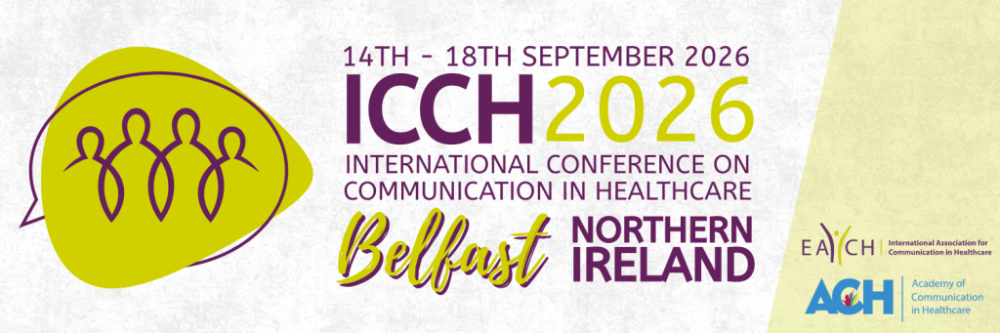 14TH - 18TH SEPTEMBER 2026
ICCH2026
INTERNATIONAL CONFERENCE ON
COMMUNICATION IN HEALTHCARE
Belfast
NORTHERN
IRELAND
EACH
International Association for
Communication in Healthcare
ACH
Academy of
Communication
in Healthcare